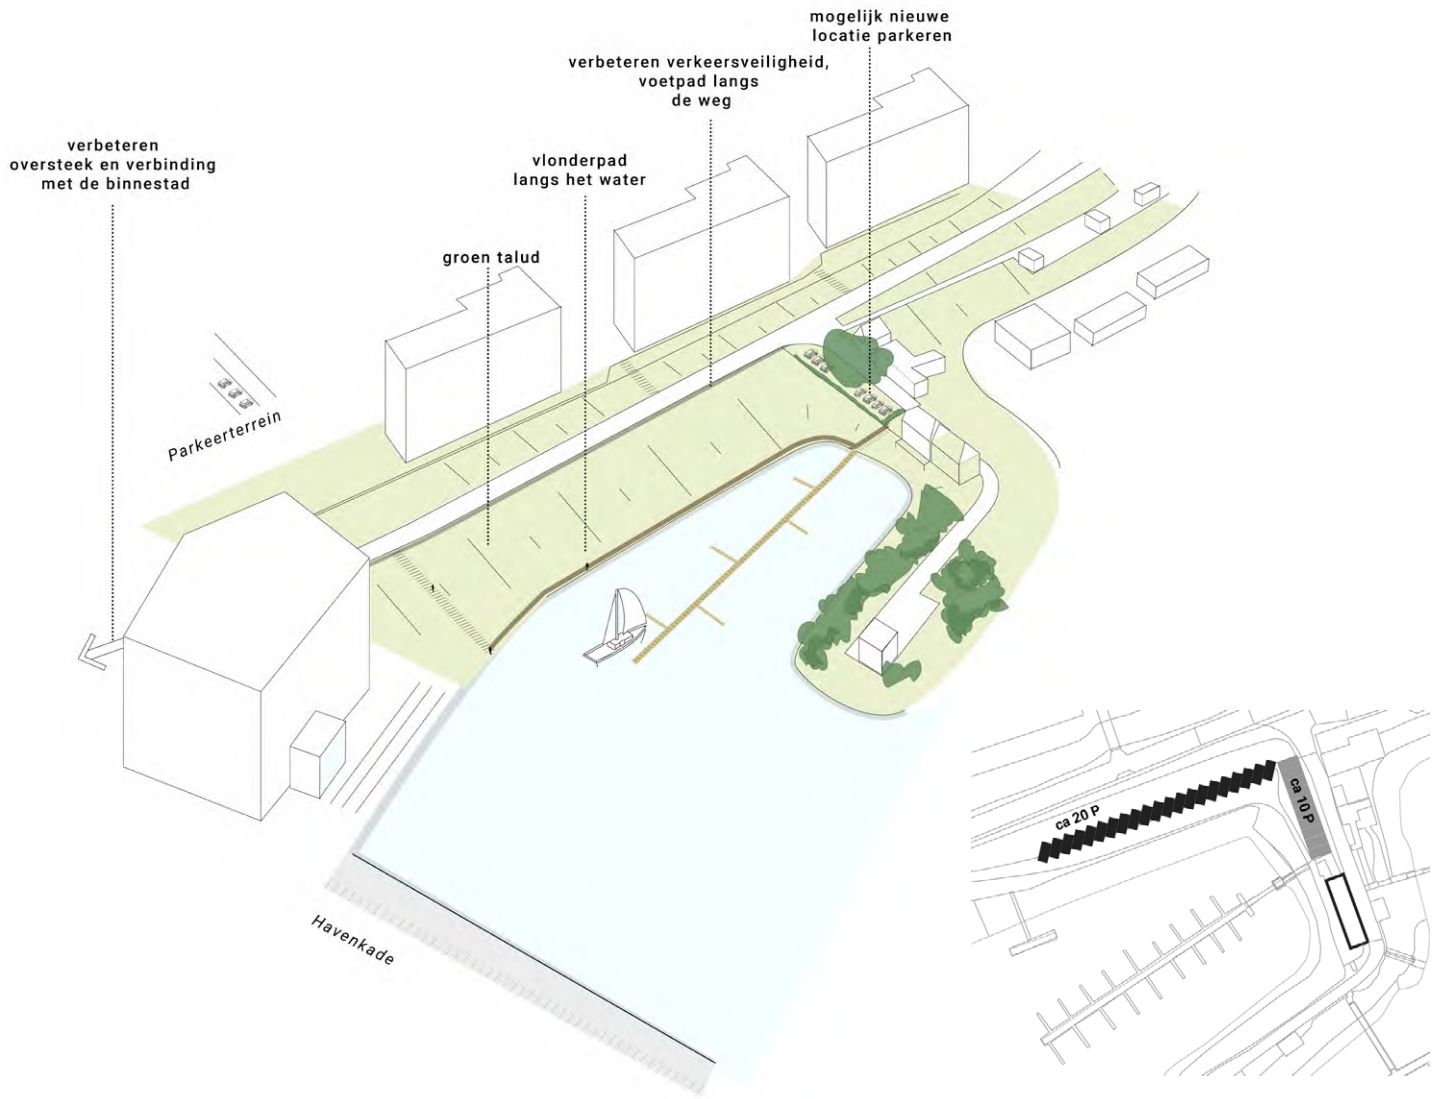 mogelijk nieuwe
locatie parkeren
verbeteren verkeersveiligheid,
voetpad langs
de weg
verbeteren
oversteek en verbinding
met de binnestad
vlonderpad
langs het water
groen talud
Parkeerterrein
Havenkade
ca 20 P
ca 10 P